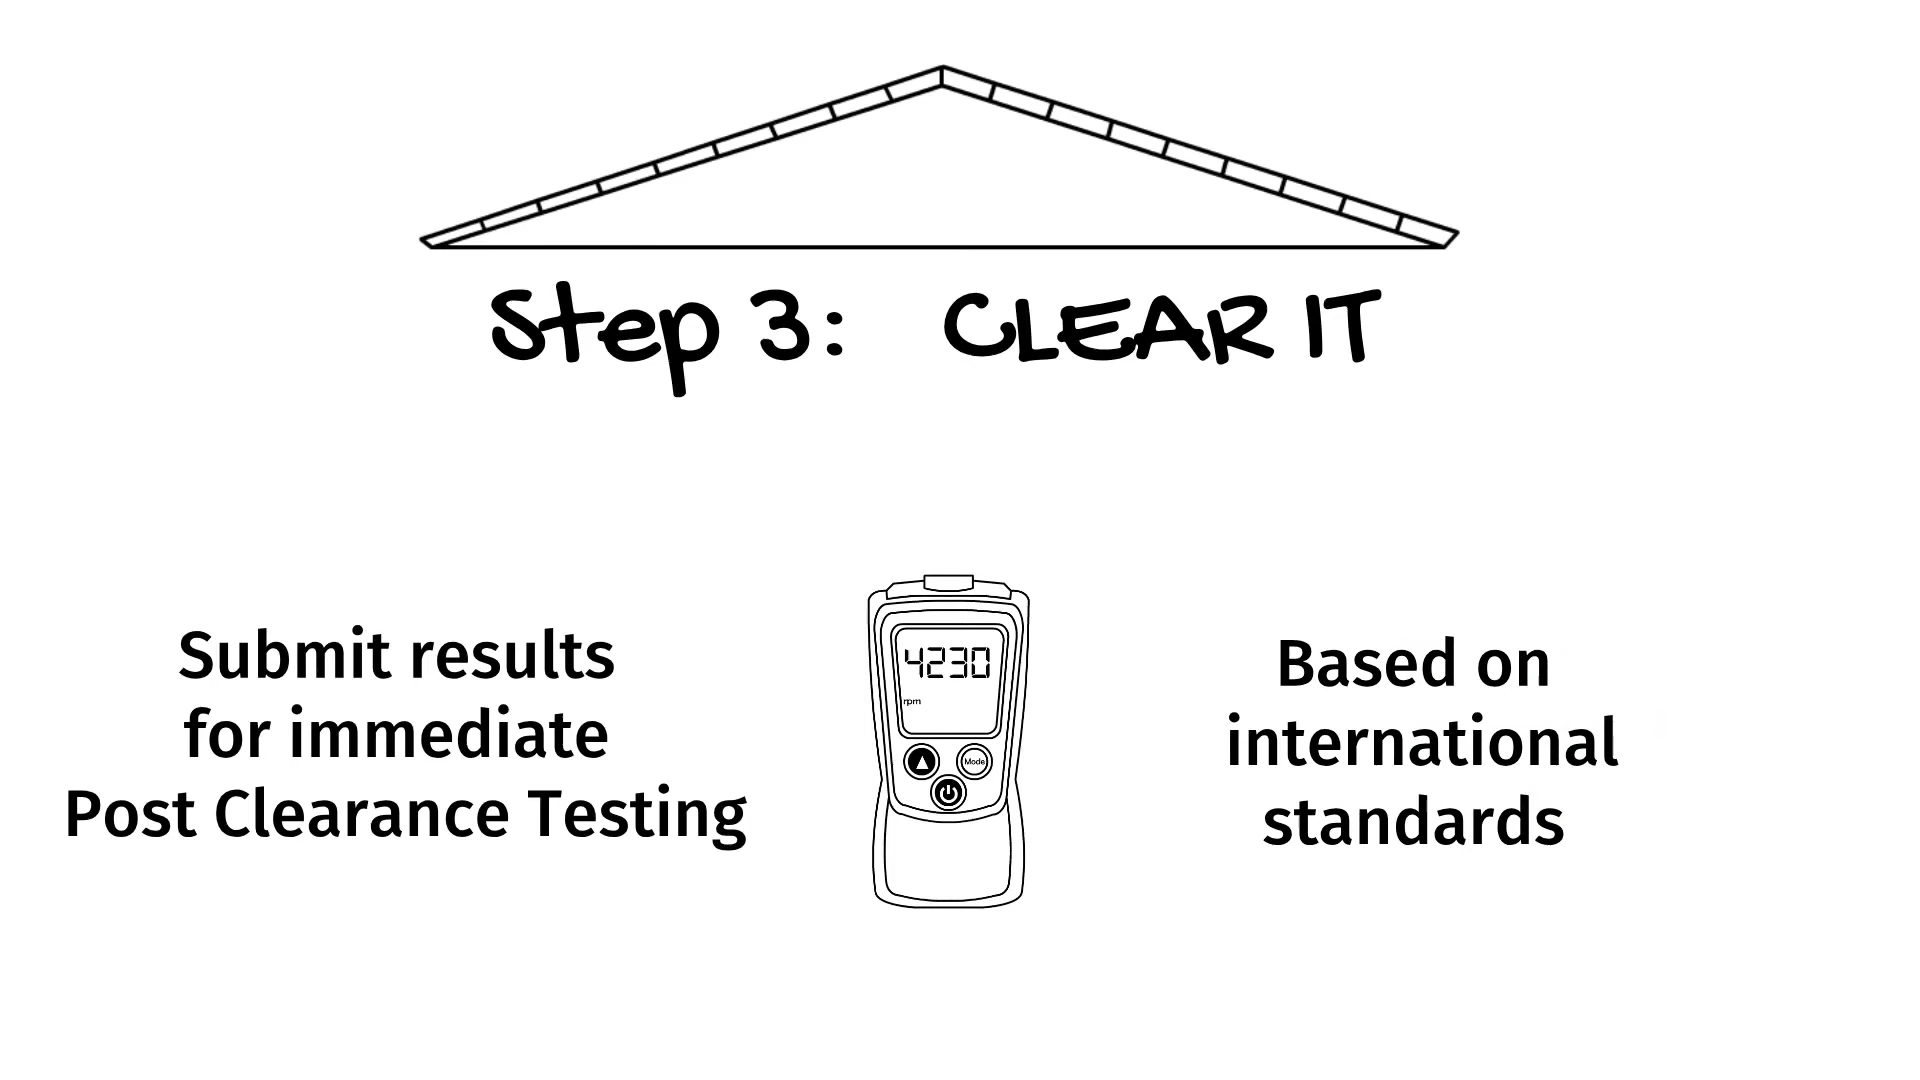 Step 3: CLEAR IT
Submit results
for immediate
Post Clearance Testing
4230
rpm
Mode
Based on
international
standards